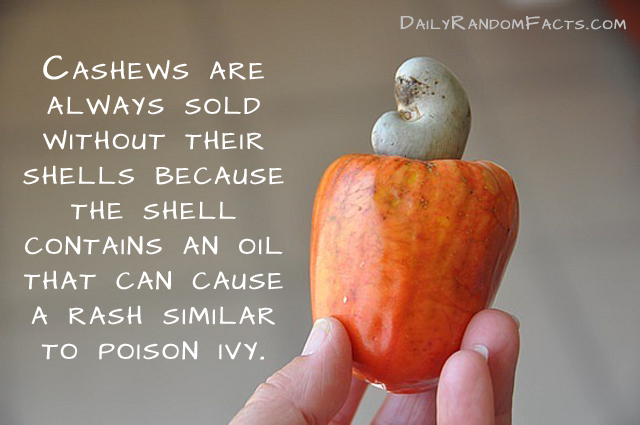 DailyRandomFacts.com
Cashews are
always sold
without their
shells because
the shell
contains an oil
that can cause
a rash similar
to poison ivy.